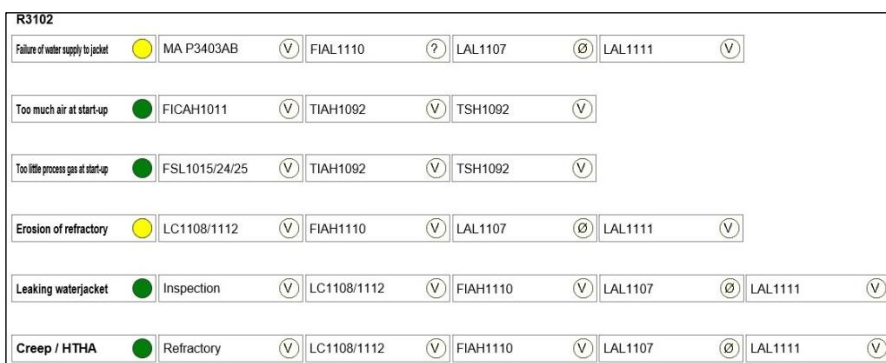 R3102
Failure of water supply to jacket MA P3403AB V FIAL1110 ? LAL1107 Ø LAL1111 V
Too much air at start-up FICAH1011 V TIAH1092 V TSH1092 V
Too little process gas at start-up FSL1015/24/25 V TIAH1092 V TSH1092 V
Erosion of refractory LC1108/1112 V FIAH1110 V LAL1107 Ø LAL1111 V
Leaking waterjacket Inspection V LC1108/1112 V FIAH1110 V LAL1107 Ø LAL1111 V
Creep / HTHA Refractory V LC1108/1112 V FIAH1110 V LAL1107 Ø LAL1111 V